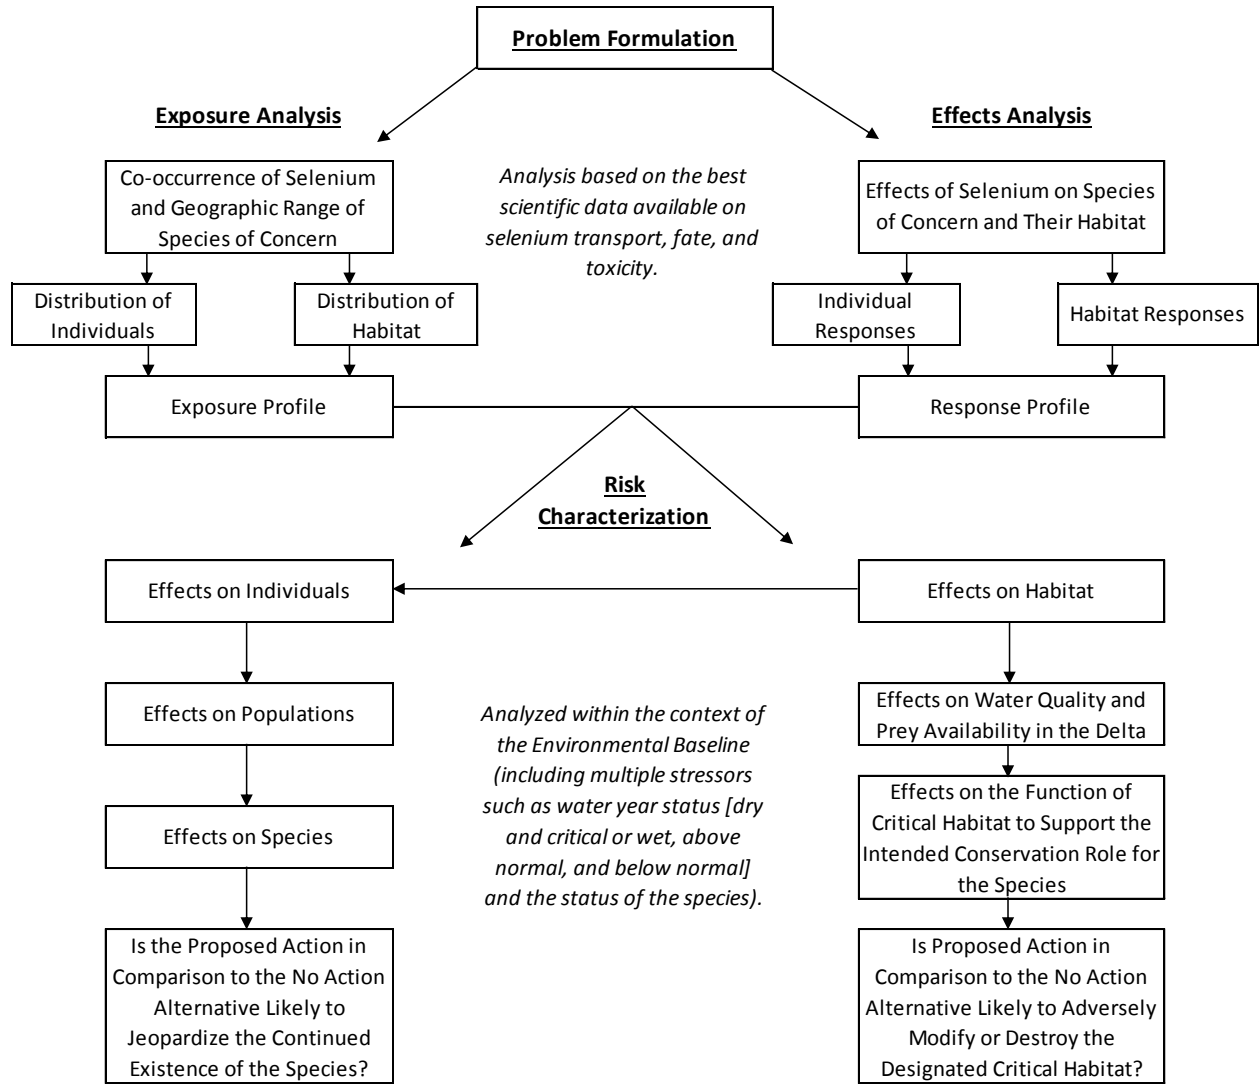 Problem Formulation
Exposure Analysis
Effects Analysis
Co-occurrence of Selenium
and Geographic Range of
Species of Concern
Analysis based on the best
scientific data available on
selenium transport, fate, and
toxicity.
Effects of Selenium on Species
of Concern and Their Habitat
Distribution of
Individuals
Distribution of
Habitat
Individual
Responses
Habitat Responses
Exposure Profile
Response Profile
Risk
Characterization
Effects on Individuals
Effects on Habitat
Effects on Populations
Analyzed within the context of
the Environmental Baseline
(including multiple stressors
such as water year status [dry
and critical or wet, above
normal, and below normal]
and the status of the species).
Effects on Water Quality and
Prey Availability in the Delta
Effects on Species
Effects on the Function of
Critical Habitat to Support the
Intended Conservation Role for
the Species
Is the Proposed Action in
Comparison to the No Action
Alternative Likely to
Jeopardize the Continued
Existence of the Species?
Is Proposed Action in
Comparison to the No Action
Alternative Likely to Adversely
Modify or Destroy the
Designated Critical Habitat?